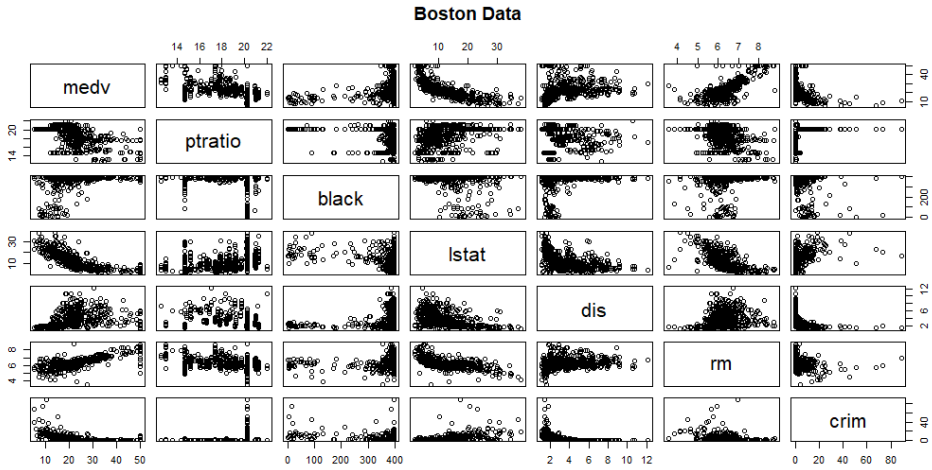 Boston Data
14 16 18 20 22
10 20 30
4 5 6 7 8
medv
10 40
14 20
ptratio
black
0 200
10 30
lstat
dis
2 6 12
4 6 8
rm
crim
0 40
10 20 30 40 50
0 100 200 300 400
2 4 6 8 10 12
0 20 40 60 80